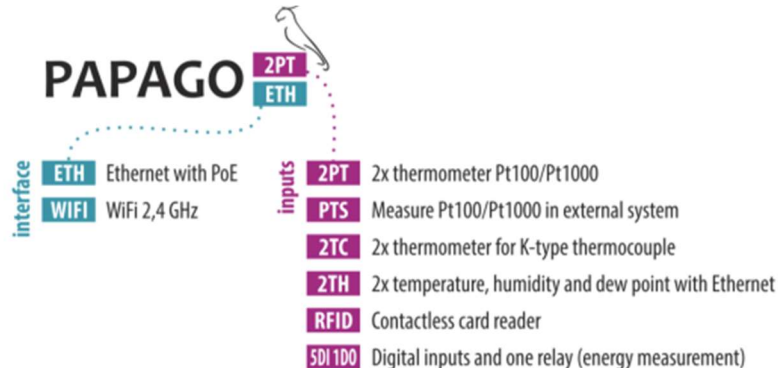 PAPAGO 2PT
ETH
interface
ETH Ethernet with PoE
WIFI WiFi 2,4 GHz
inputs
2PT 2x thermometer Pt100/Pt1000
PTS Measure Pt100/Pt1000 in external system
2TC 2x thermometer for K-type thermocouple
2TH 2x temperature, humidity and dew point with Ethernet
RFID Contactless card reader
5DI 1DO Digital inputs and one relay (energy measurement)